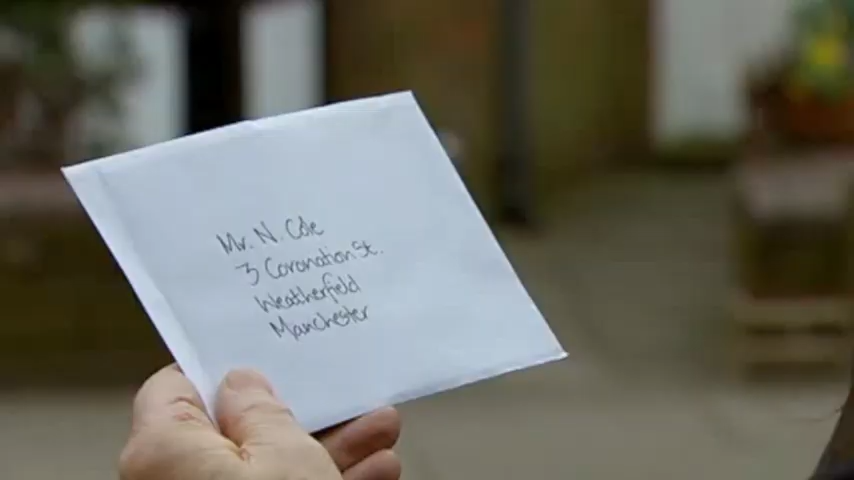 Mr. N. Cole
3 Coronation St.
Weatherfield
Manchester